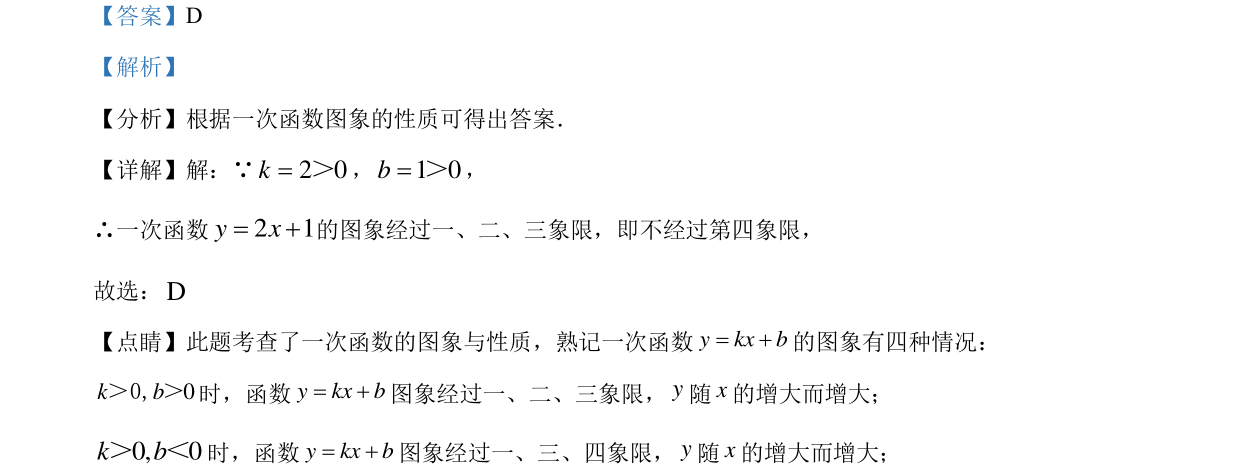 【答案】D
【解析】
【分析】根据一次函数图象的性质可得出答案.
【详解】解：∵k = 2>0，b =1>0，
∴一次函数 y = 2x+1的图象经过一、二、三象限，即不经过第四象限，
故选：D
【点睛】此题考查了一次函数的图象与性质，熟记一次函数 y = kx+b 的图象有四种情况：
k>0, b>0时，函数 y = kx+b 图象经过一、二、三象限， y 随 x 的增大而增大；
k>0,b<0时，函数 y = kx+b 图象经过一、三、四象限， y 随 x 的增大而增大；